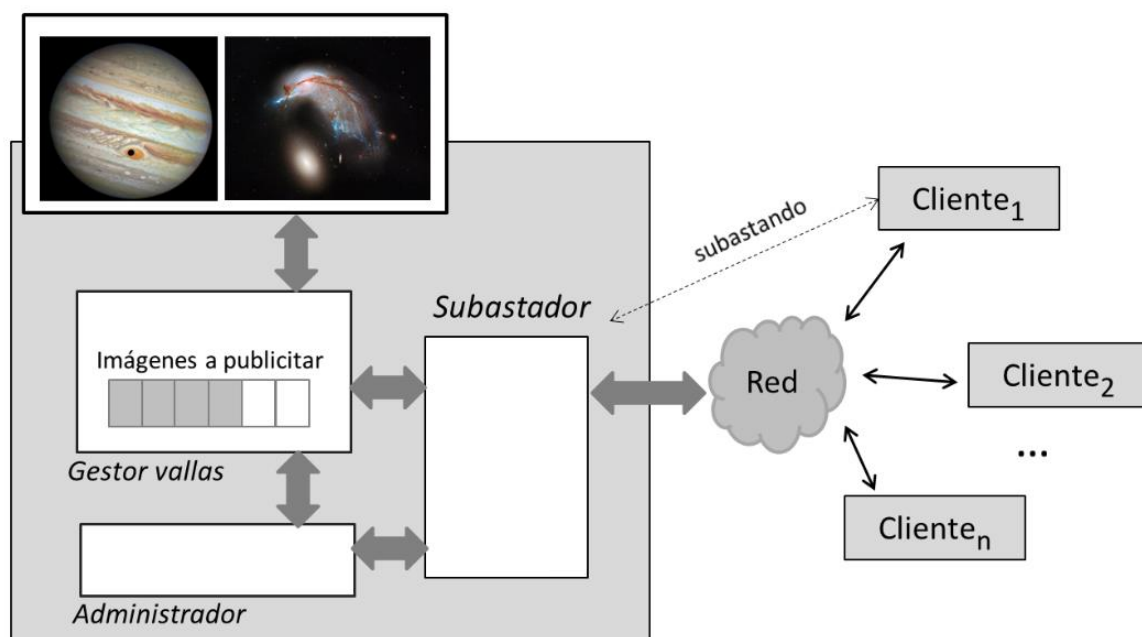 subastando
Cliente1
Subastador
Imágenes a publicitar
Red
Cliente2
Gestor vallas
...
Clienten
Administrador